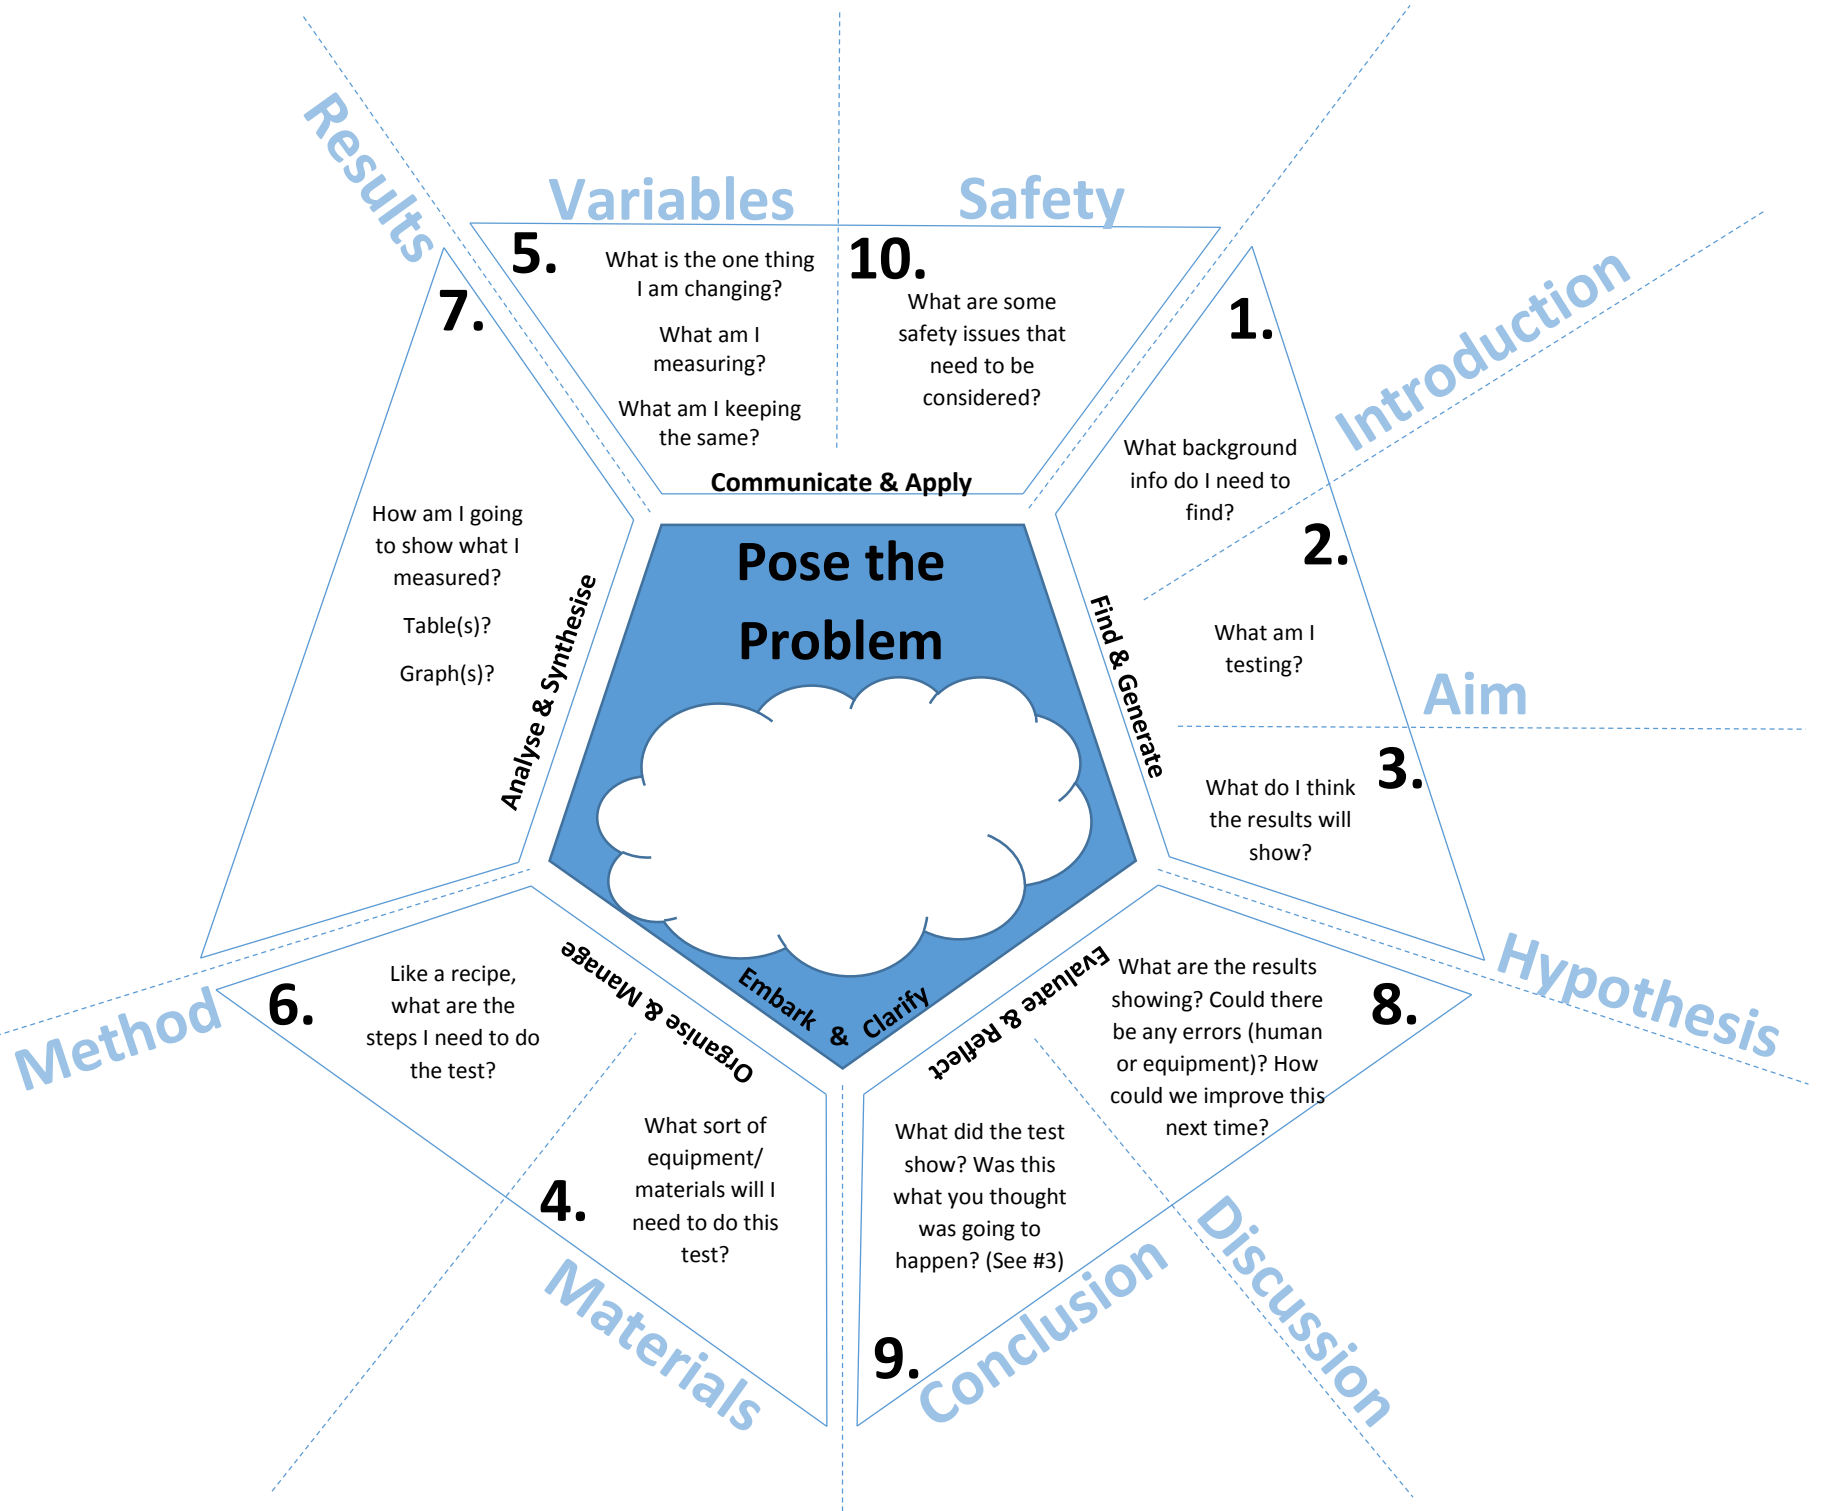 Results
Variables
Safety
5.
What is the one thing
I am changing?
What am I
measuring?
What am I keeping
the same?
10.
What are some
safety issues that
need to be
considered?
Communicate & Apply
1.
What background
info do I need to
find?
Introduction
2.
What am I
testing?
Aim
3.
What do I think
the results will
show?
Hypothesis
Find & Generate
7.
How am I going
to show what I
measured?
Table(s)?
Graph(s)?
Analyse & Synthesise
Pose the
Problem
Embark & Clarify
Method
6.
Like a recipe,
what are the
steps I need to do
the test?
Organise & Manage
4.
What sort of
equipment/
materials will I
need to do this
test?
Materials
Evaluate & Reflect
8.
What are the results
showing? Could there
be any errors (human
or equipment)? How
could we improve this
next time?
Discussion
9.
What did the test
show? Was this
what you thought
was going to
happen? (See #3)
Conclusion